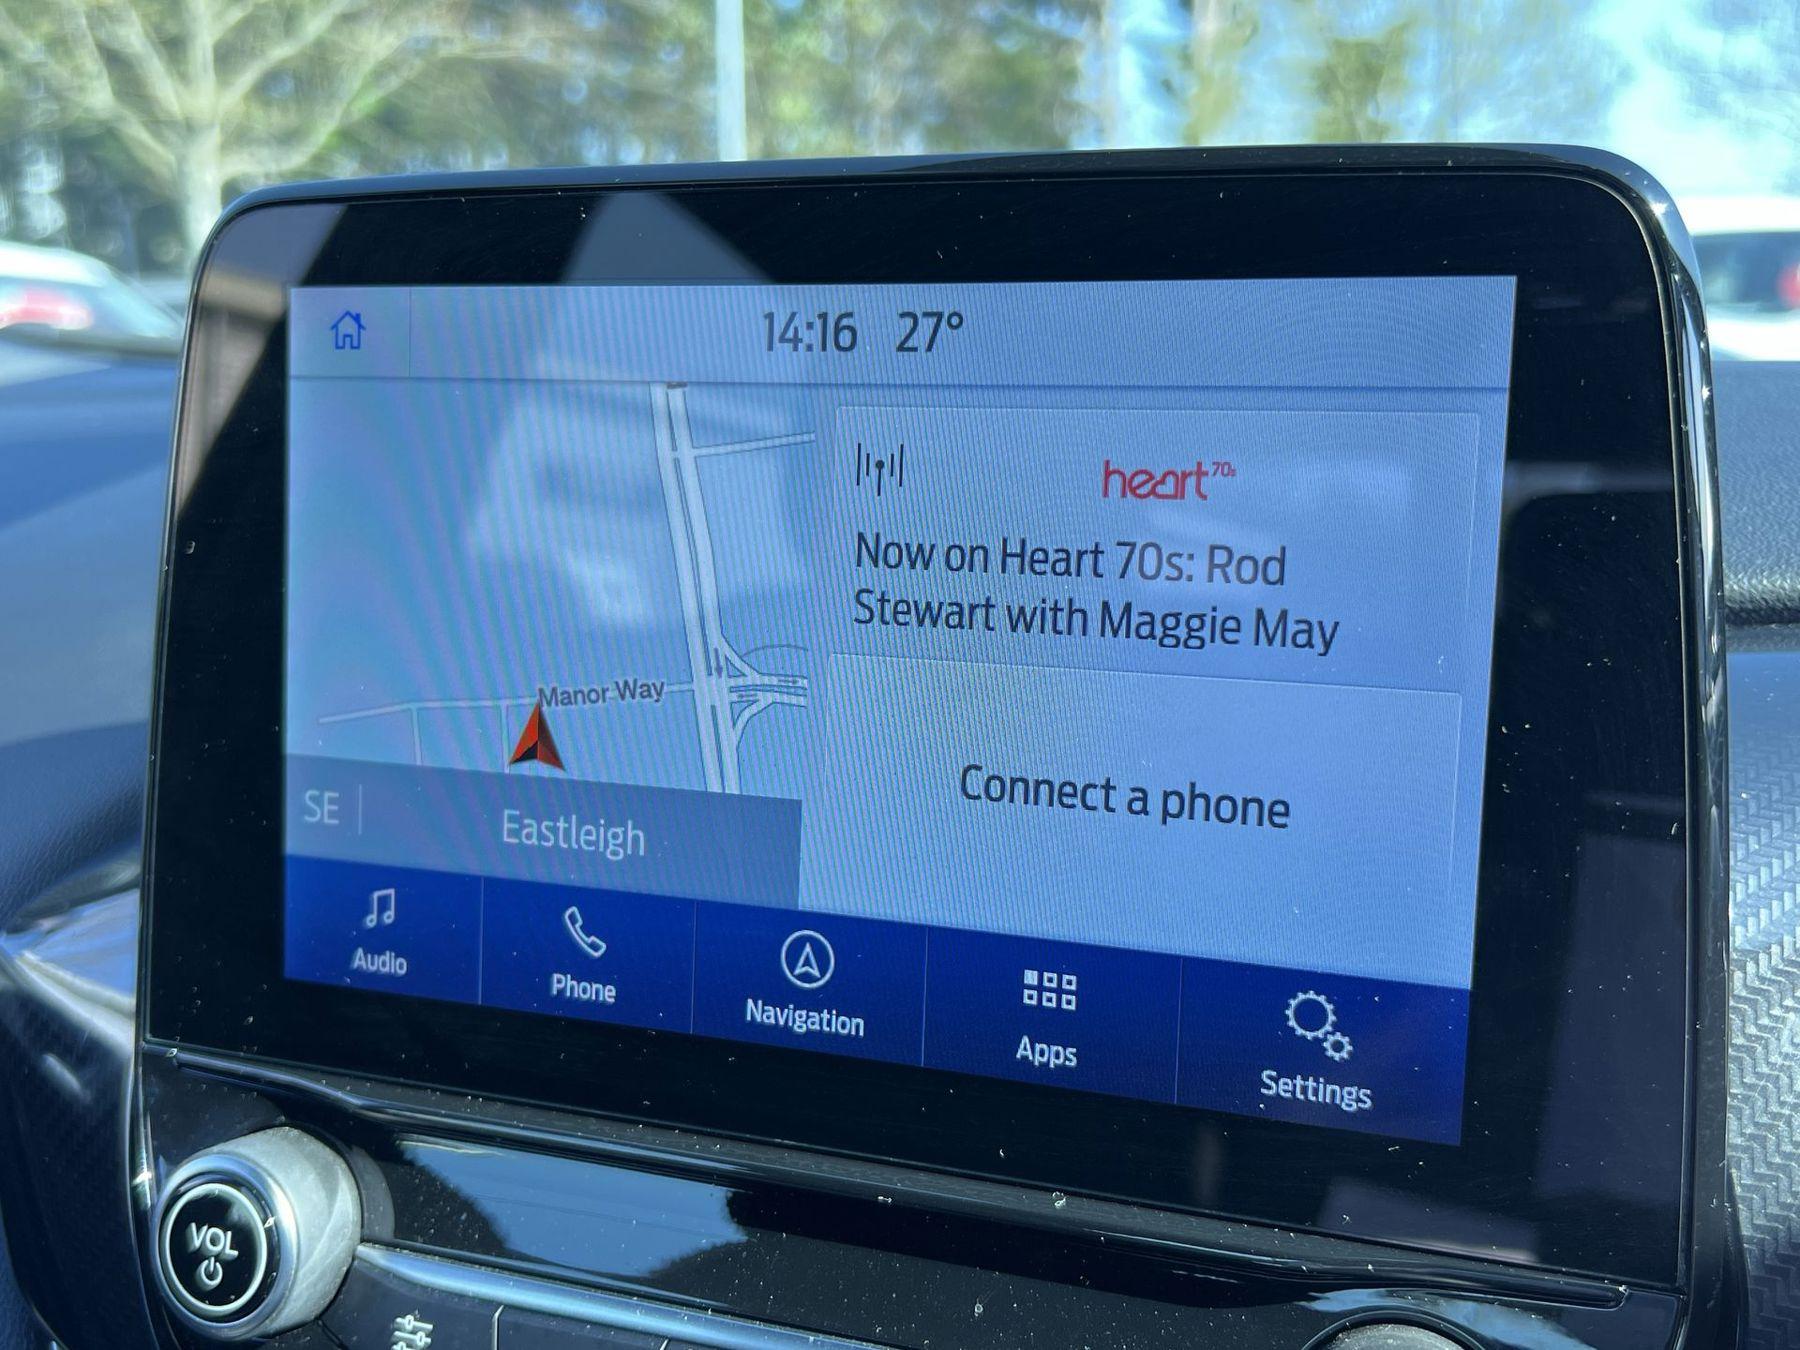 14:16 27°
heart 70s
Now on Heart 70s: Rod
Stewart with Maggie May
Manor Way
Connect a phone
SE
Eastleigh
Audio
Phone
Navigation
Apps
Settings
VOL